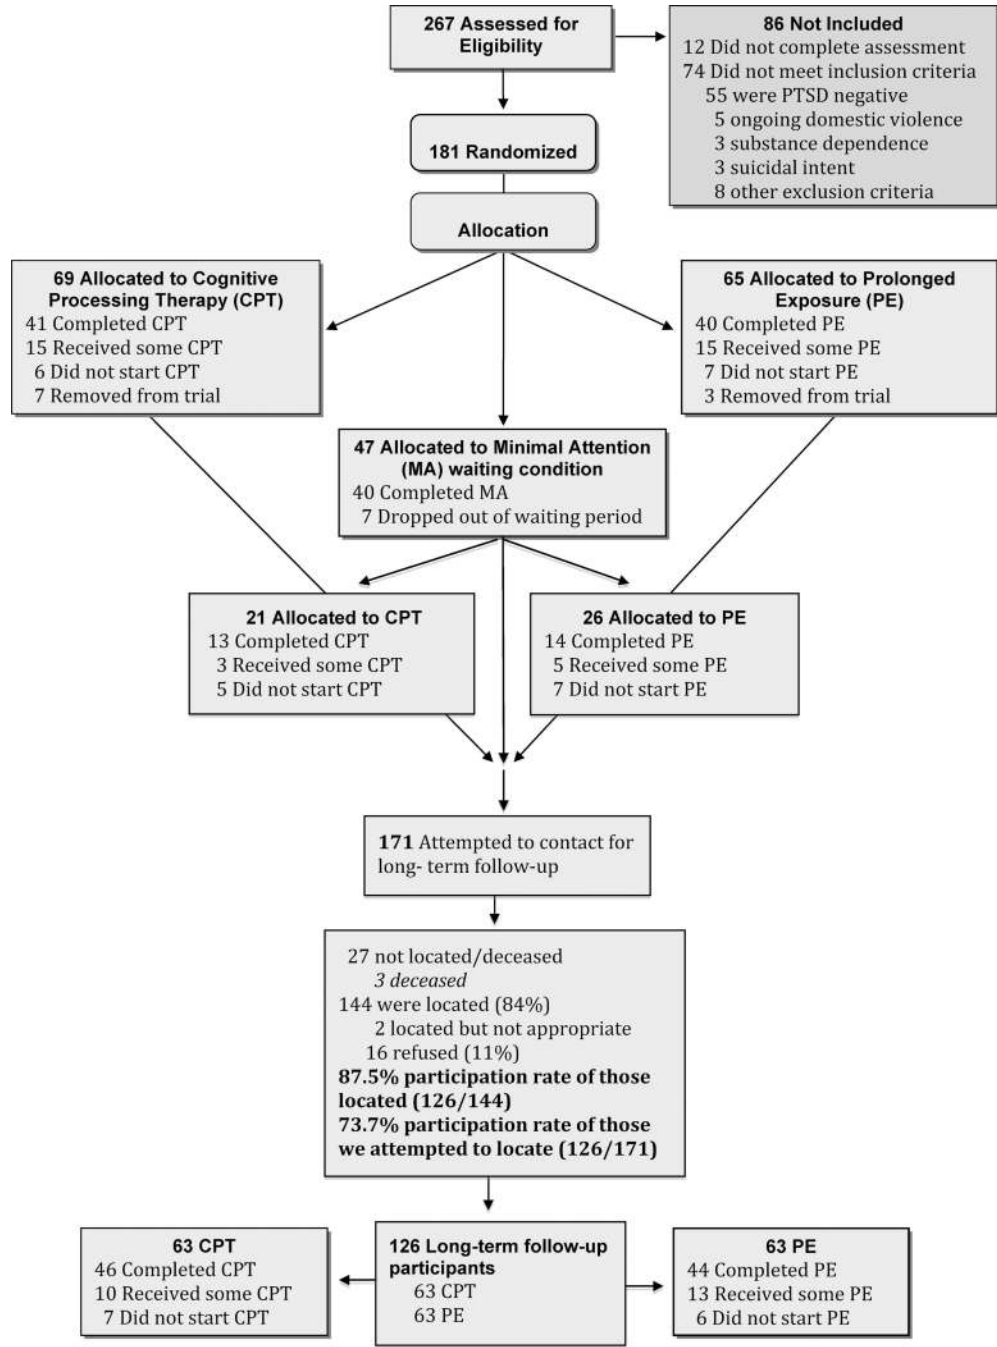 267 Assessed for
Eligibility
86 Not Included
12 Did not complete assessment
74 Did not meet inclusion criteria
55 were PTSD negative
5 ongoing domestic violence
3 substance dependence
3 suicidal intent
8 other exclusion criteria
181 Randomized
Allocation
69 Allocated to Cognitive
Processing Therapy (CPT)
41 Completed CPT
15 Received some CPT
6 Did not start CPT
7 Removed from trial
65 Allocated to Prolonged
Exposure (PE)
40 Completed PE
15 Received some PE
7 Did not start PE
3 Removed from trial
47 Allocated to Minimal Attention
(MA) waiting condition
40 Completed MA
7 Dropped out of waiting period
21 Allocated to CPT
13 Completed CPT
3 Received some CPT
5 Did not start CPT
26 Allocated to PE
14 Completed PE
5 Received some PE
7 Did not start PE
171 Attempted to contact for
long- term follow-up
27 not located/deceased
3 deceased
144 were located (84%)
2 located but not appropriate
16 refused (11%)
87.5% participation rate of those
located (126/144)
73.7% participation rate of those
we attempted to locate (126/171)
63 CPT
46 Completed CPT
10 Received some CPT
7 Did not start CPT
126 Long-term follow-up
participants
63 CPT
63 PE
63 PE
44 Completed PE
13 Received some PE
6 Did not start PE